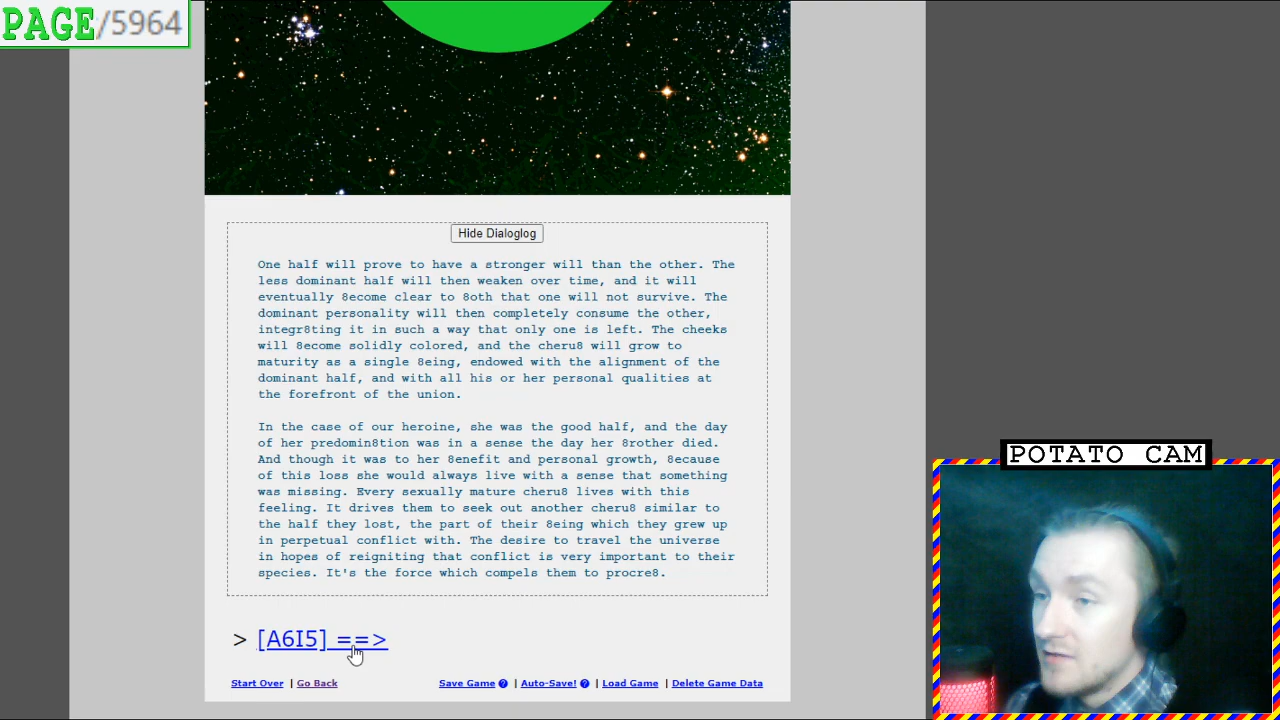 PAGE/5964
Hide Dialoglog
One half will prove to have a stronger will than the other. The
less dominant half will then weaken over time, and it will
eventually 8ecome clear to 8oth that one will not survive. The
dominant personality will then completely consume the other,
integr8ting it in such a way that only one is left. The cheeks
will 8ecome solidly colored, and the cheru8 will grow to
maturity as a single 8eing, endowed with the alignment of the
dominant half, and with all his or her personal qualities at
the forefront of the union.
In the case of our heroine, she was the good half, and the day
of her predomin8tion was in a sense the day her 8rother died.
And though it was to her 8efit and personal growth, 8ecause
of this loss she would always live with a sense that something
was missing. Every sexually mature cheru8 lives with this
feeling. It drives them to seek out another cheru8 similar to
the half they lost, the part of their 8eing which they grew up
in perpetual conflict with. The desire to travel the universe
in hopes of reigniting that conflict is very important to their
species. It's the force which compels them to procre8.
> [A6I5] ==>
Start Over | Go Back Save Game ? | Auto-Save! ? | Load Game | Delete Game Data
POTATO CAM